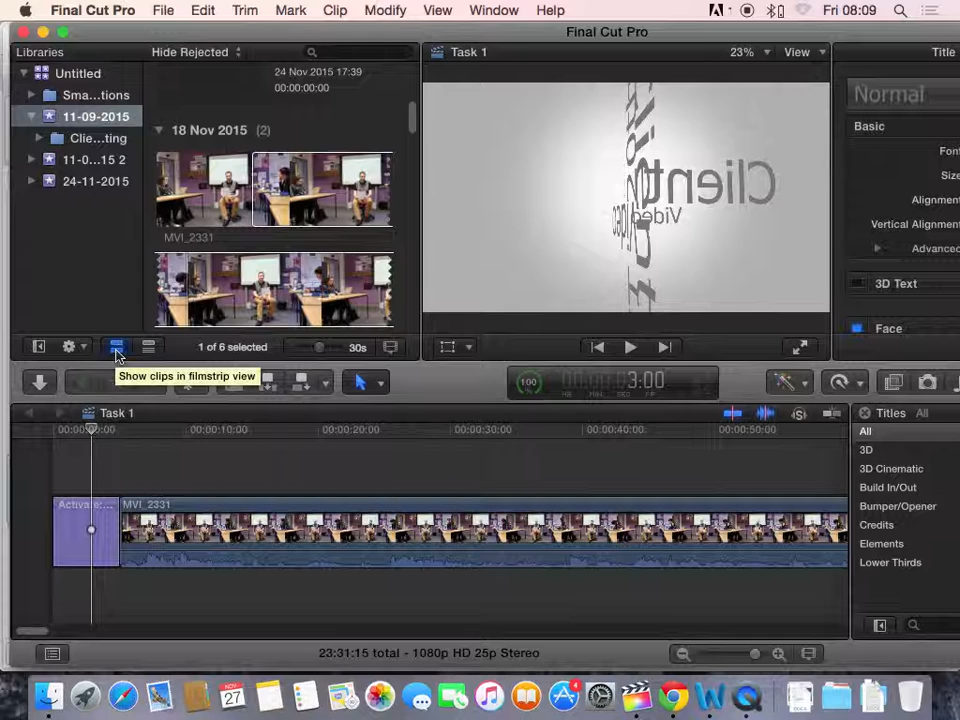 Final Cut Pro File Edit Trim Mark Clip Modify View Window Help Fri 08:09
Final Cut Pro
Libraries Hide Rejected Task 1 23% View Title
Untitled
Sma...tions
11-09-2015
Clie...ting
11-0...15 2
24-11-2015
24 Nov 2015 17:39
00:00:00:00
18 Nov 2015 (2)
MVI_2331
Client
Video
Normal
Basic
Font
Size
Alignment
Vertical Alignment
Advanced
3D Text
Face
1 of 6 selected 30s
Show clips in filmstrip view
100
3:00
Task 1
Titles All
00:00:10:00 00:00:20:00 00:00:30:00 00:00:40:00 00:00:50:00
All
3D
3D Cinematic
Build In/Out
Bumper/Opener
Credits
Elements
Lower Thirds
Activate:... MVI_2331
23:31:15 total - 1080p HD 25p Stereo
NOV
27
4